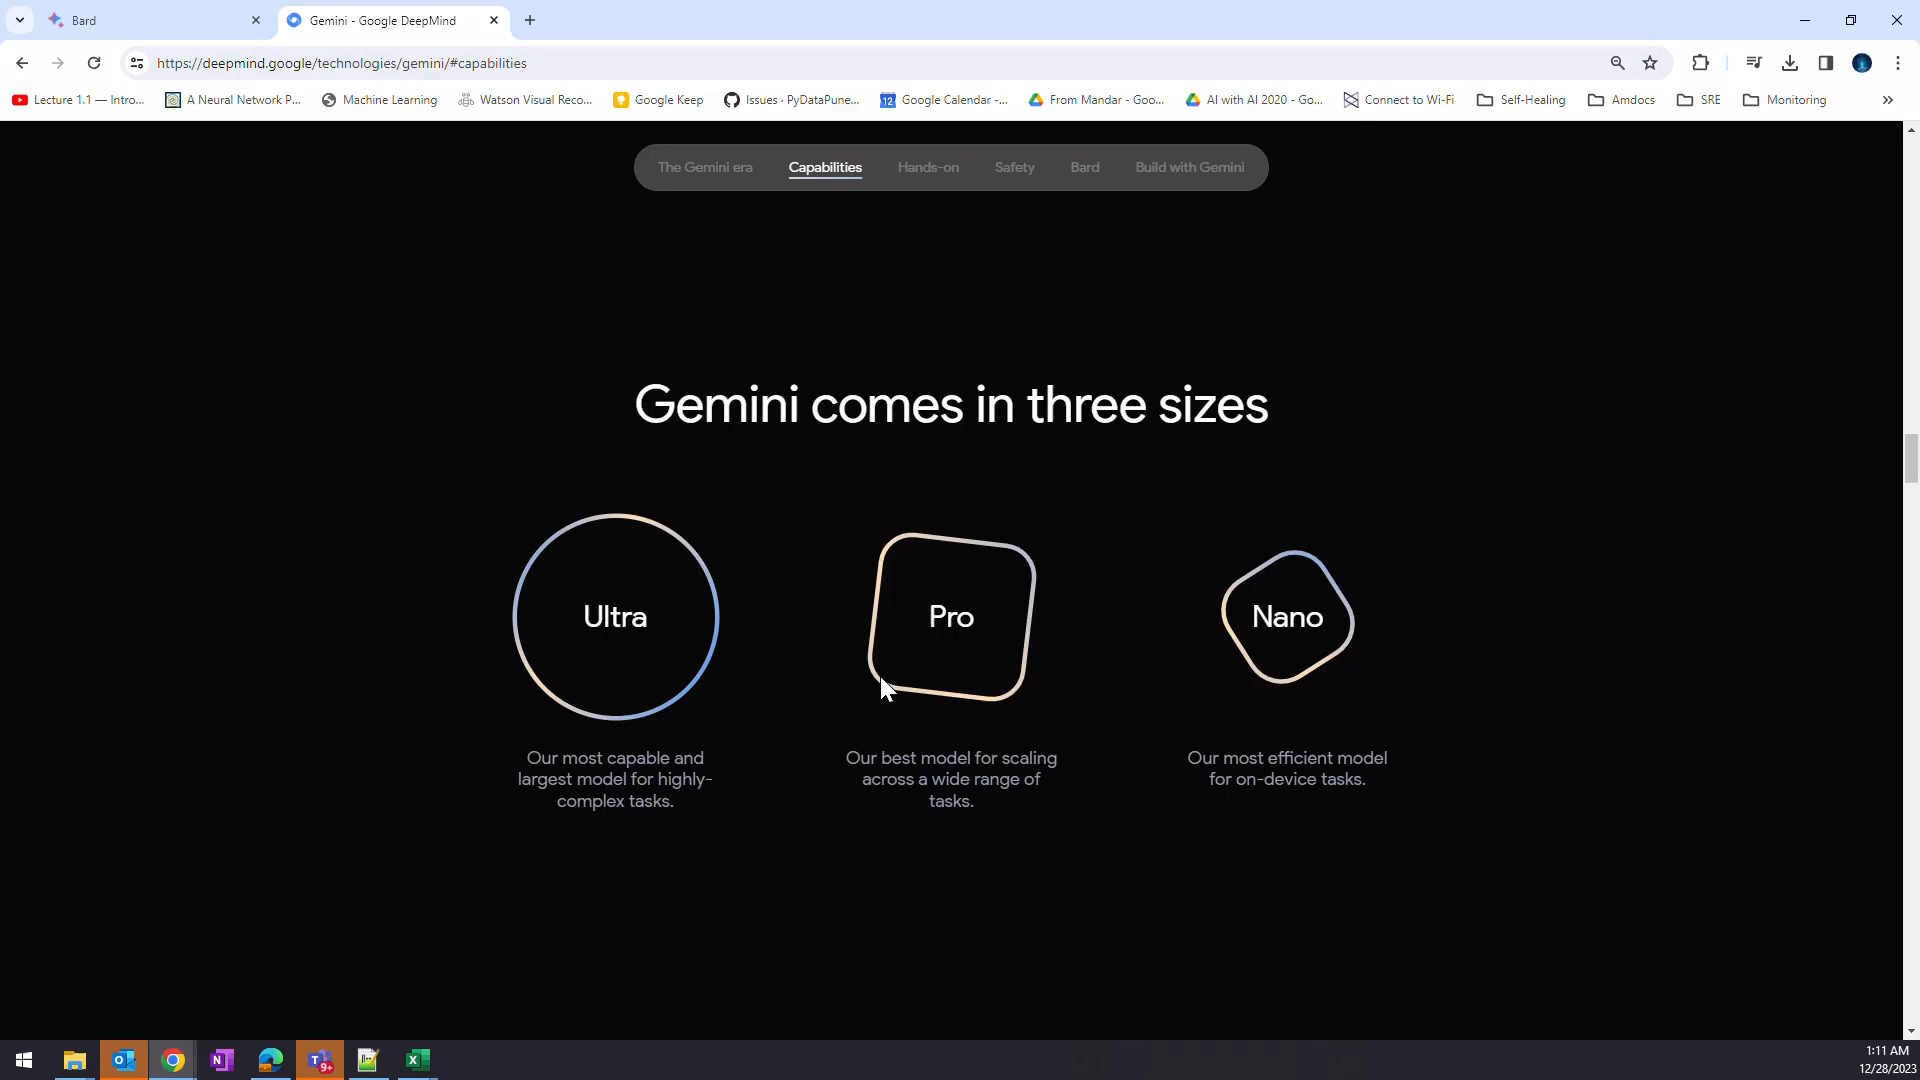 Bard
Gemini - Google DeepMind
https://deepmind.google/technologies/gemini/#capabilities
Lecture 1.1 — Intro...
A Neural Network P...
Machine Learning
Watson Visual Reco...
Google Keep
Issues · PyDataPune...
12
Google Calendar -...
From Mandar - Goo...
AI with AI 2020 - Go...
Connect to Wi-Fi
Self-Healing
Amdocs
SRE
Monitoring
The Gemini era
Capabilities
Hands-on
Safety
Bard
Build with Gemini
Gemini comes in three sizes
Ultra
Pro
Nano
Our most capable and
largest model for highly-
complex tasks.
Our best model for scaling
across a wide range of
tasks.
Our most efficient model
for on-device tasks.
9+
1:11 AM
12/28/2023